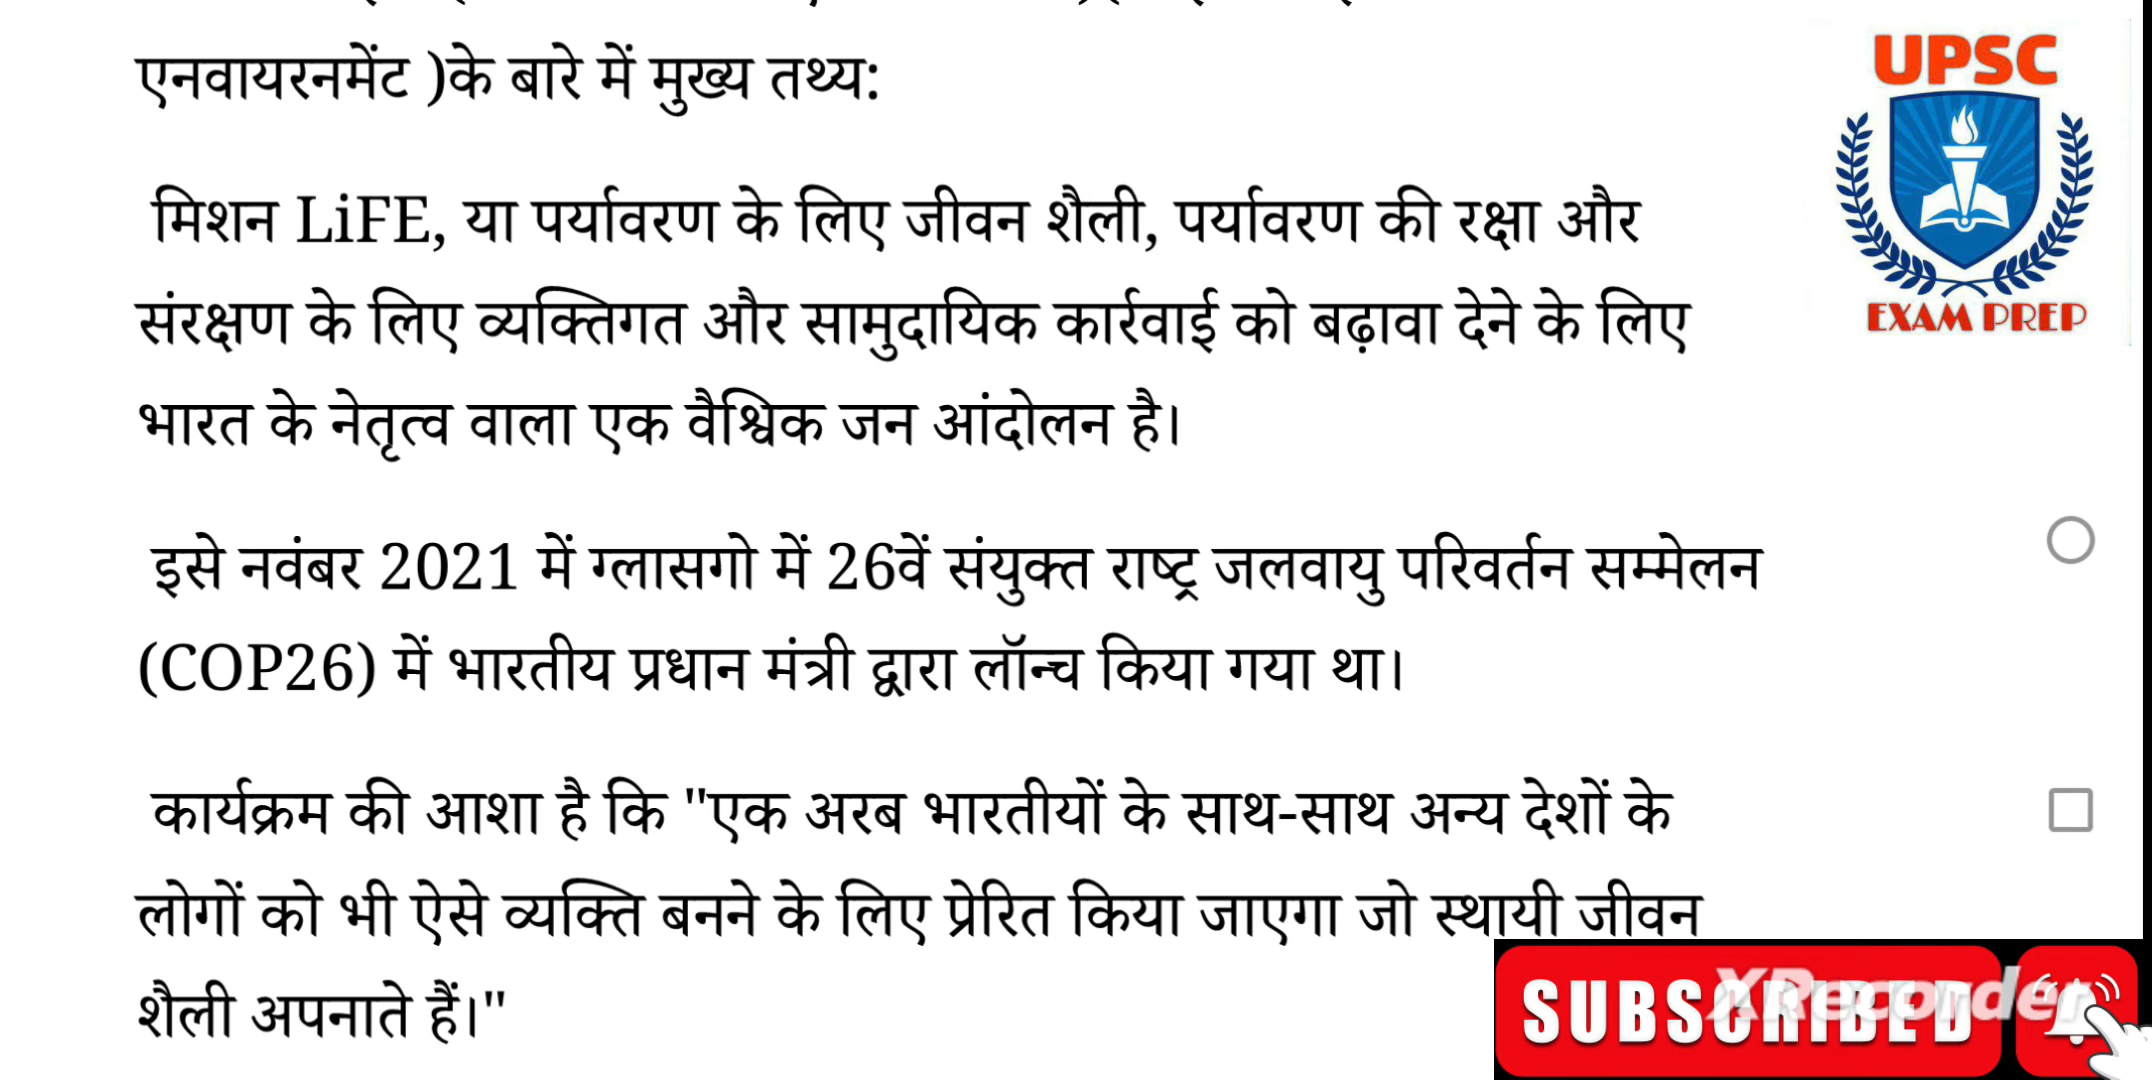 एनवायरनमेंट )के बारे में मुख्य तथ्य:
मिशन LiFE, या पर्यावरण के लिए जीवन शैली, पर्यावरण की रक्षा और
संरक्षण के लिए व्यक्तिगत और सामुदायिक कार्रवाई को बढ़ावा देने के लिए
भारत के नेतृत्व वाला एक वैश्विक जन आंदोलन है।
इसे नवंबर 2021 में ग्लासगो में 26वें संयुक्त राष्ट्र जलवायु परिवर्तन सम्मेलन
(COP26) में भारतीय प्रधान मंत्री द्वारा लॉन्च किया गया था।
कार्यक्रम की आशा है कि "एक अरब भारतीयों के साथ-साथ अन्य देशों के
लोगों को भी ऐसे व्यक्ति बनने के लिए प्रेरित किया जाएगा जो स्थायी जीवन
शैली अपनाते हैं।"
UPSC
EXAM PREP
SUBSCRIBED
XRecorder